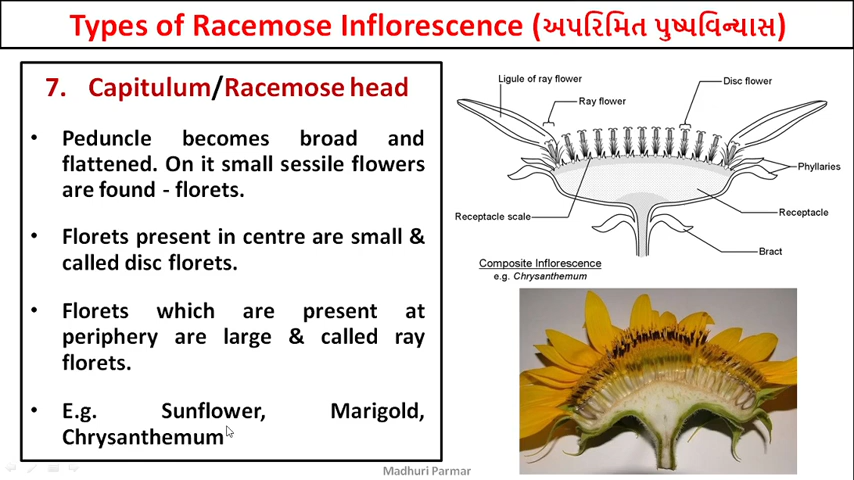 Types of Racemose Inflorescence (અપરિમિત પુષ્પવિન્યાસ)
7. Capitulum/Racemose head
• Peduncle becomes broad and
flattened. On it small sessile flowers
are found - florets.
• Florets present in centre are small &
called disc florets.
• Florets which are present at
periphery are large & called ray
florets.
• E.g. Sunflower, Marigold,
Chrysanthemum
Ligule of ray flower
Ray flower
Disc flower
Phyllaries
Receptacle scale
Receptacle
Bract
Composite Inflorescence
e.g. Chrysanthemum
Madhuri Parmar